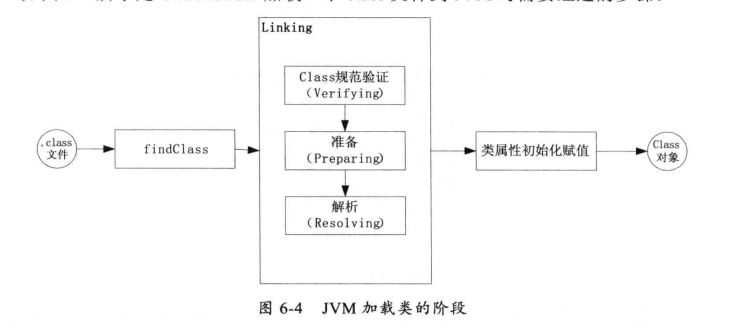 Linking
Class规范验证
(Verifying)
.class
文件
findClass
准备
(Preparing)
类属性初始化赋值
Class
对象
解析
(Resolving)
图 6-4 JVM 加载类的阶段